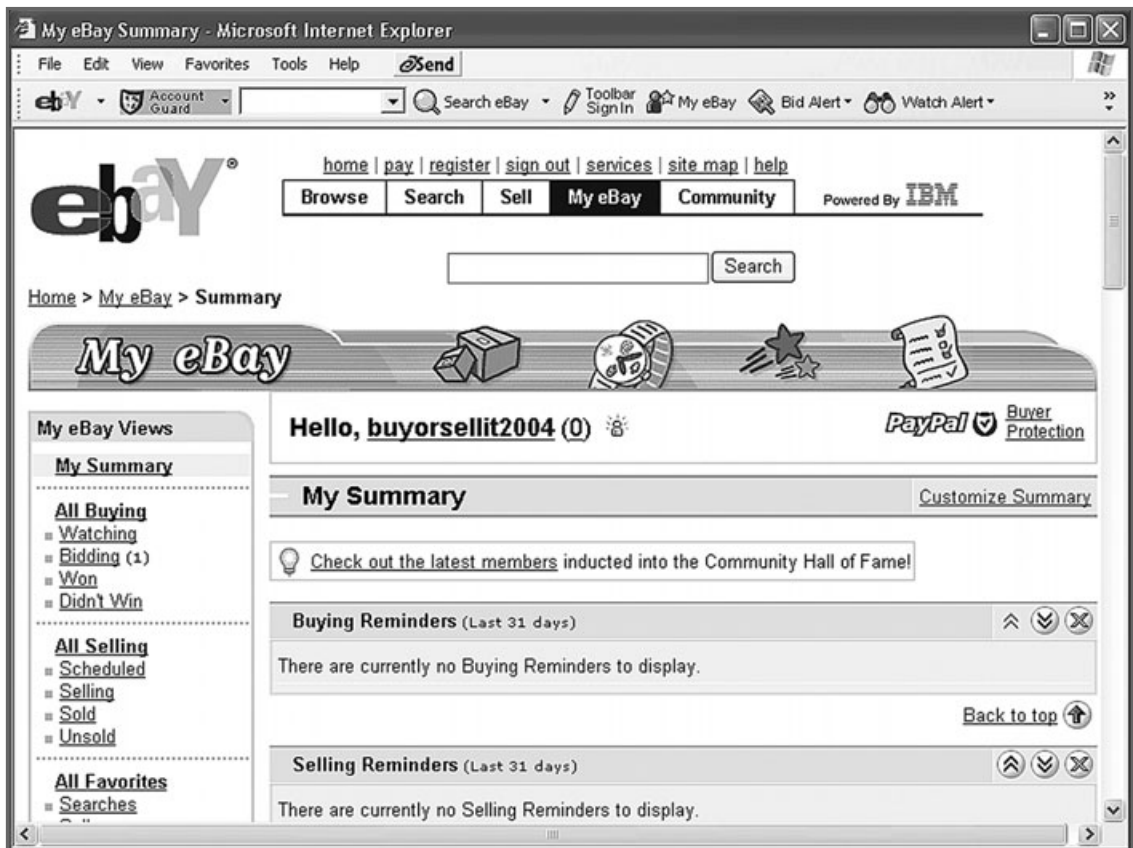 My eBay Summary - Microsoft Internet Explorer
File Edit View Favorites Tools Help Send
ebY Account Guard Search eBay Toolbar Sign In My eBay Bid Alert Watch Alert »
ebaY®
home | pay | register | sign out | services | site map | help
Browse Search Sell My eBay Community Powered By IBM
Search
Home > My eBay > Summary
My eBay
My eBay Views
My Summary
All Buying
Watching
Bidding (1)
Won
Didn't Win
All Selling
Scheduled
Selling
Sold
Unsold
All Favorites
Searches
Hello, buyorsellit2004 (0)
PayPal Buyer Protection
My Summary Customize Summary
Check out the latest members inducted into the Community Hall of Fame!
Buying Reminders (Last 31 days)
There are currently no Buying Reminders to display.
Back to top
Selling Reminders (Last 31 days)
There are currently no Selling Reminders to display.